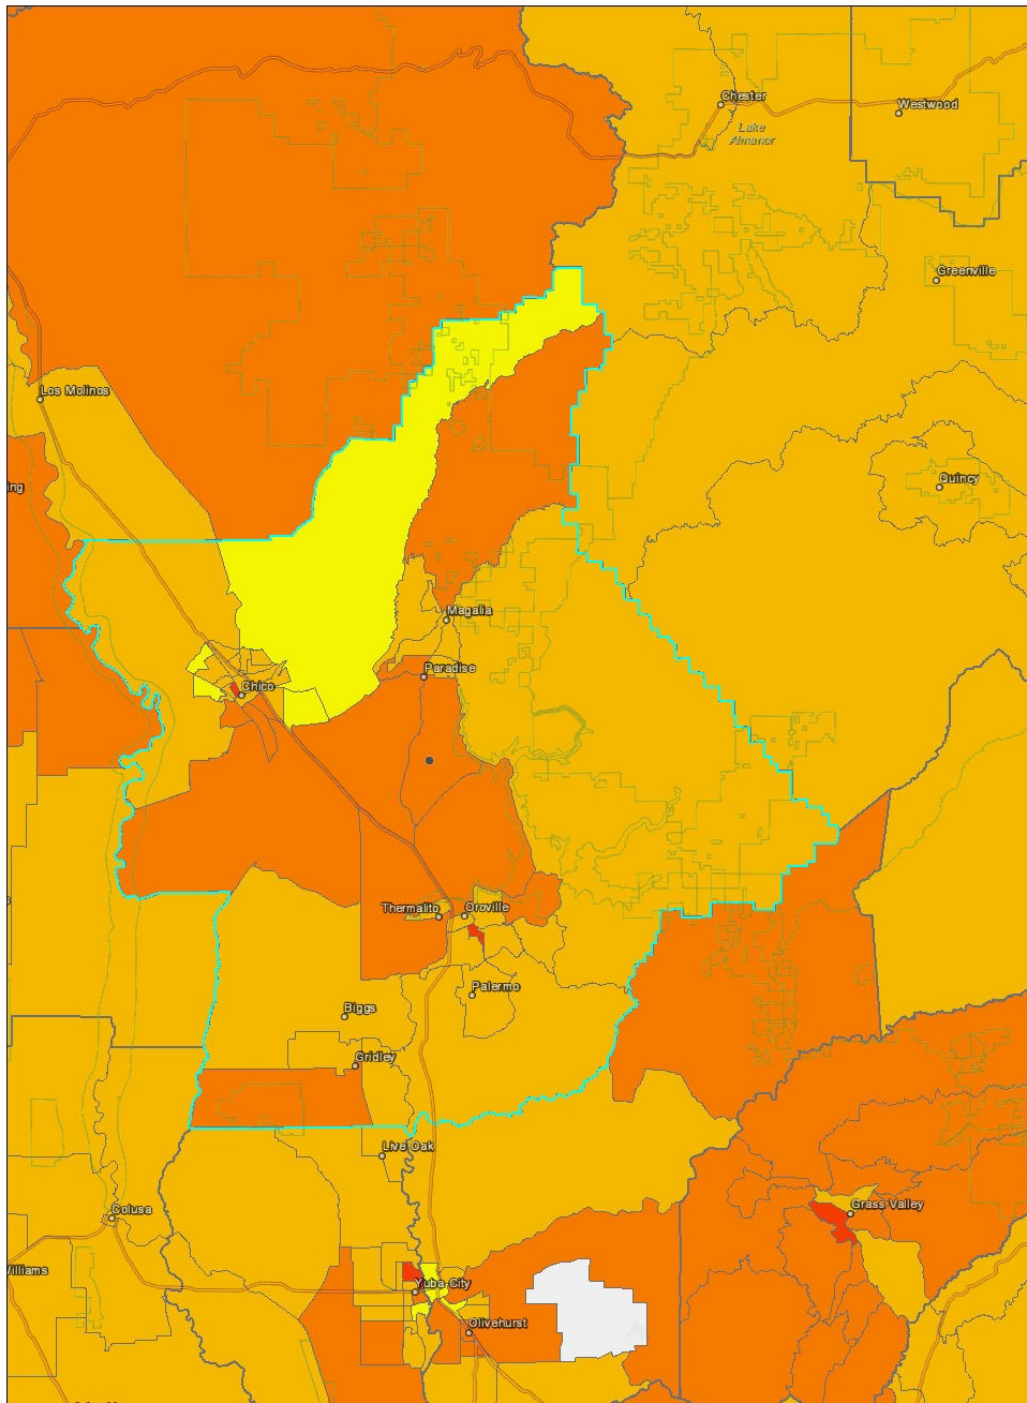 Chester
Westwood
Lake
Almanor
Greenville
Los Molinos
Quincy
ing
Magalia
Paradise
Chico
Thermalito
Oroville
Palermo
Biggs
Gridley
Live Oak
Colusa
Grass Valley
Williams
Yuba City
Olivehurst